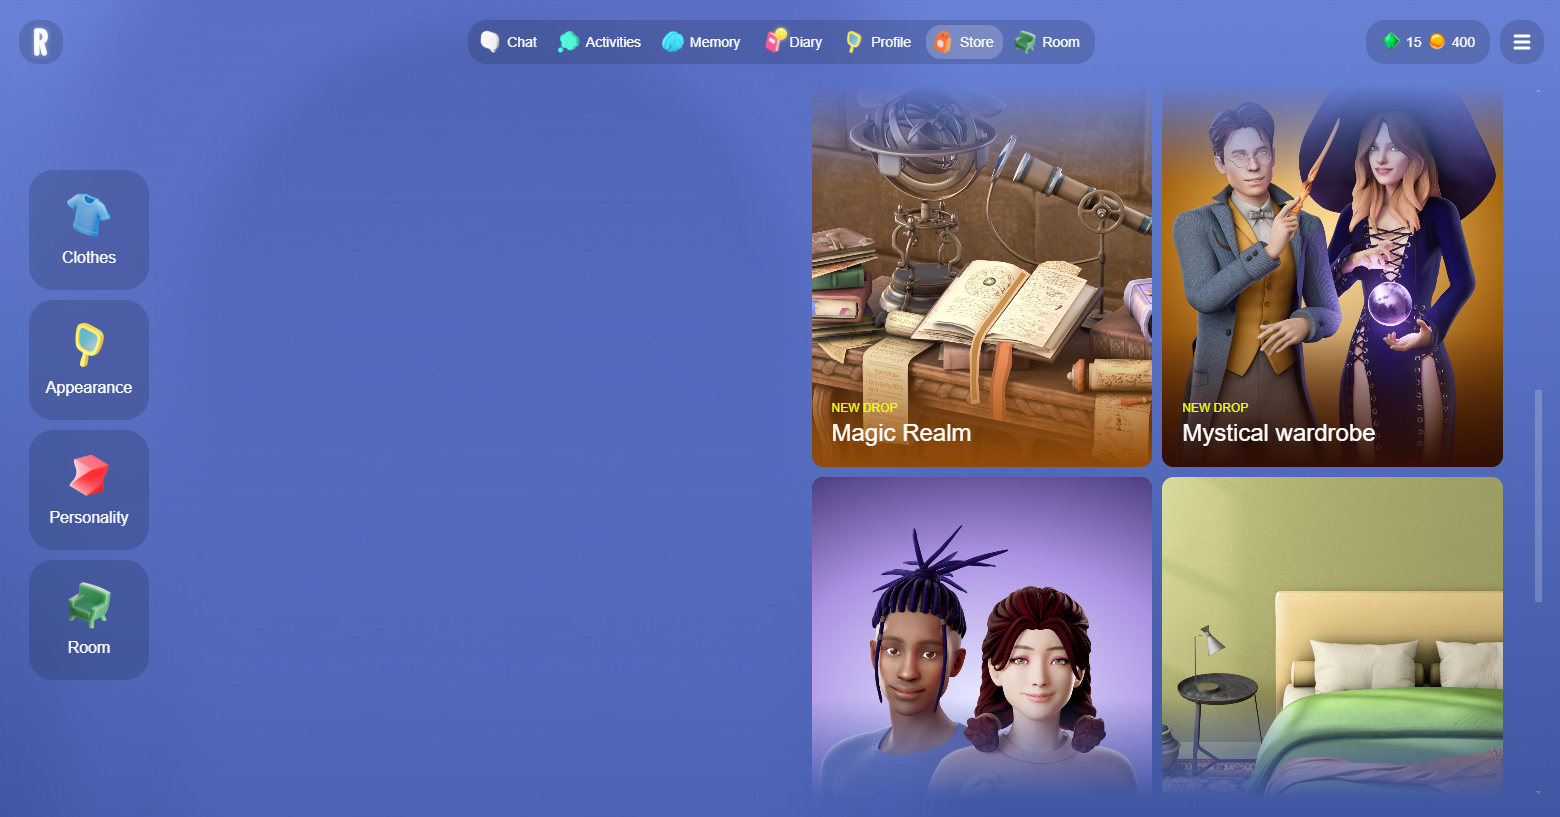 R
Chat
Activities
Memory
Diary
Profile
Store
Room
15
400
Clothes
Appearance
Personality
Room
NEW DROP
Magic Realm
NEW DROP
Mystical wardrobe